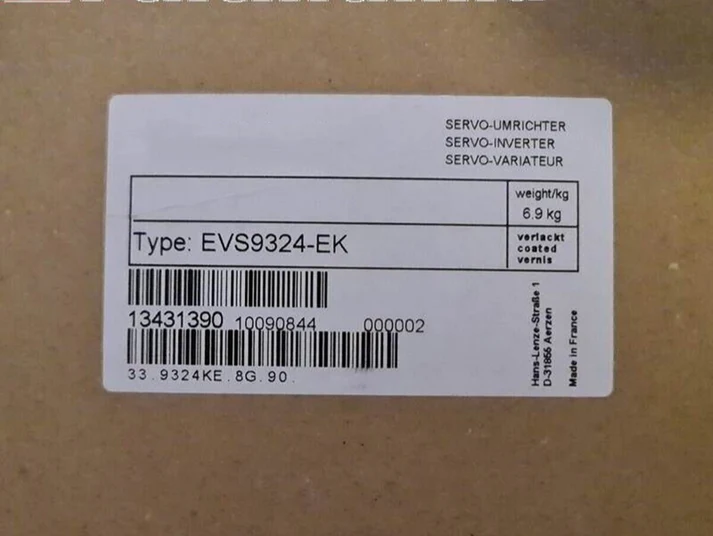 SERVO-UMRICHTER
SERVO-INVERTER
SERVO-VARIATEUR
weight/kg
6.9 kg
Type: EVS9324-EK
verlackt
coated
vernis
13431390 10090844 000002
33.9324KE.8G.90.
Hans-Lenze-Straße 1
D-31855 Aerzen
Made in France